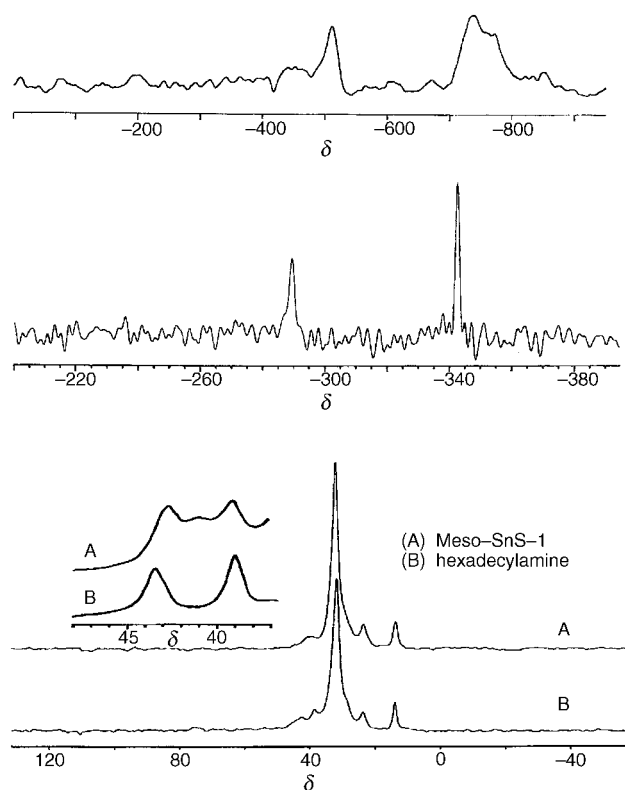 −200 −400 −600 −800
δ
−220 −260 −300 −340 −380
δ
A
B
45 δ 40
(A) Meso–SnS–1
(B) hexadecylamine
A
B
120 80 40 0 −40
δ